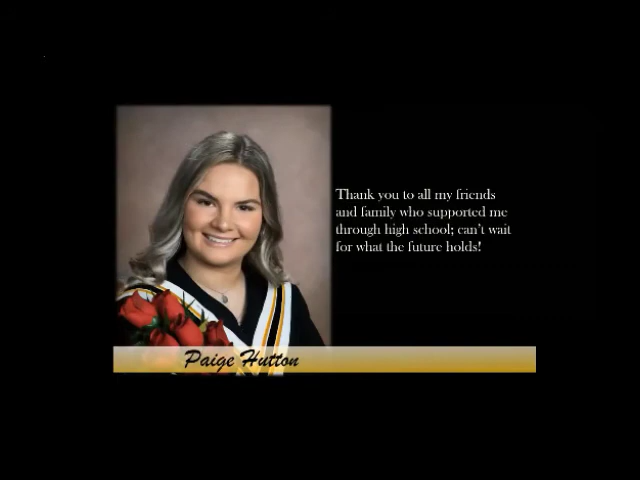 Thank you to all my friends
and family who supported me
through high school; can't wait
for what the future holds!
Paige Hutton